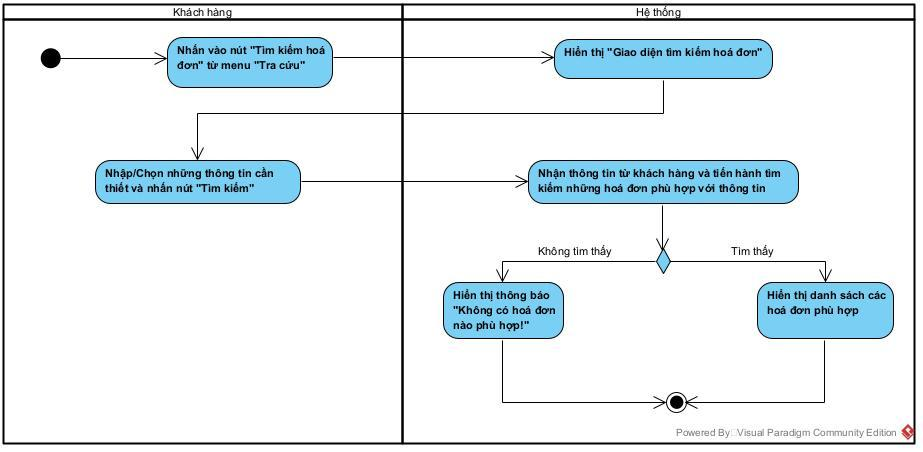 Khách hàng
Hệ thống
Nhấn vào nút "Tìm kiếm hoá
đơn" từ menu "Tra cứu"
Hiển thị "Giao diện tìm kiếm hoá đơn"
Nhập/Chọn những thông tin cần
thiết và nhấn nút "Tìm kiếm"
Nhận thông tin từ khách hàng và tiến hành tìm
kiếm những hoá đơn phù hợp với thông tin
Không tìm thấy
Tìm thấy
Hiển thị thông báo
"Không có hoá đơn
nào phù hợp!"
Hiển thị danh sách các
hoá đơn phù hợp
Powered By Visual Paradigm Community Edition